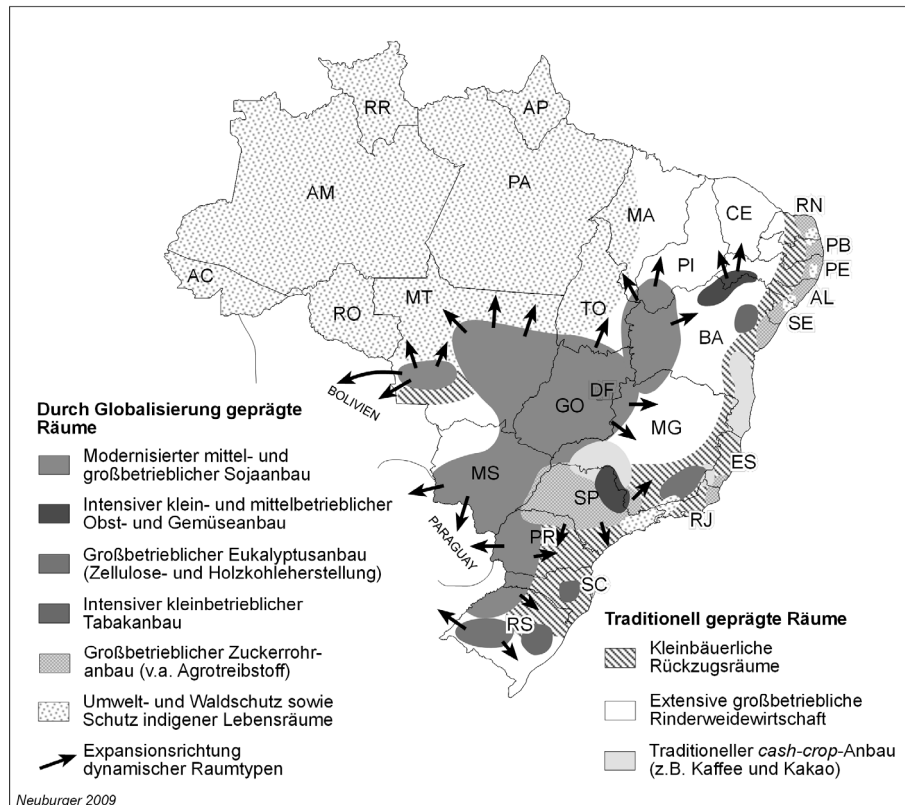 RR
AP
AM
PA
MA
CE
RN
PB
PE
AL
SE
PI
AC
RO
MT
TO
BA
BOLIVIEN
DF
GO
MG
ES
MS
SP
RJ
PARAGUAY
PR
SC
RS
Durch Globalisierung geprägte
Räume
Modernisierter mittel- und
großbetrieblicher Sojaanbau
Intensiver klein- und mittelbetrieblicher
Obst- und Gemüseanbau
Großbetrieblicher Eukalyptusanbau
(Zellulose- und Holzkohleherstellung)
Intensiver kleinbetrieblicher
Tabakanbau
Großbetrieblicher Zuckerrohr-
anbau (v.a. Agrotreibstoff)
Umwelt- und Waldschutz sowie
Schutz indigener Lebensräume
Expansionsrichtung
dynamischer Raumtypen
Traditionell geprägte Räume
Kleinbäuerliche
Rückzugsräume
Extensive großbetriebliche
Rinderweidewirtschaft
Traditioneller cash-crop-Anbau
(z.B. Kaffee und Kakao)
Neuburger 2009